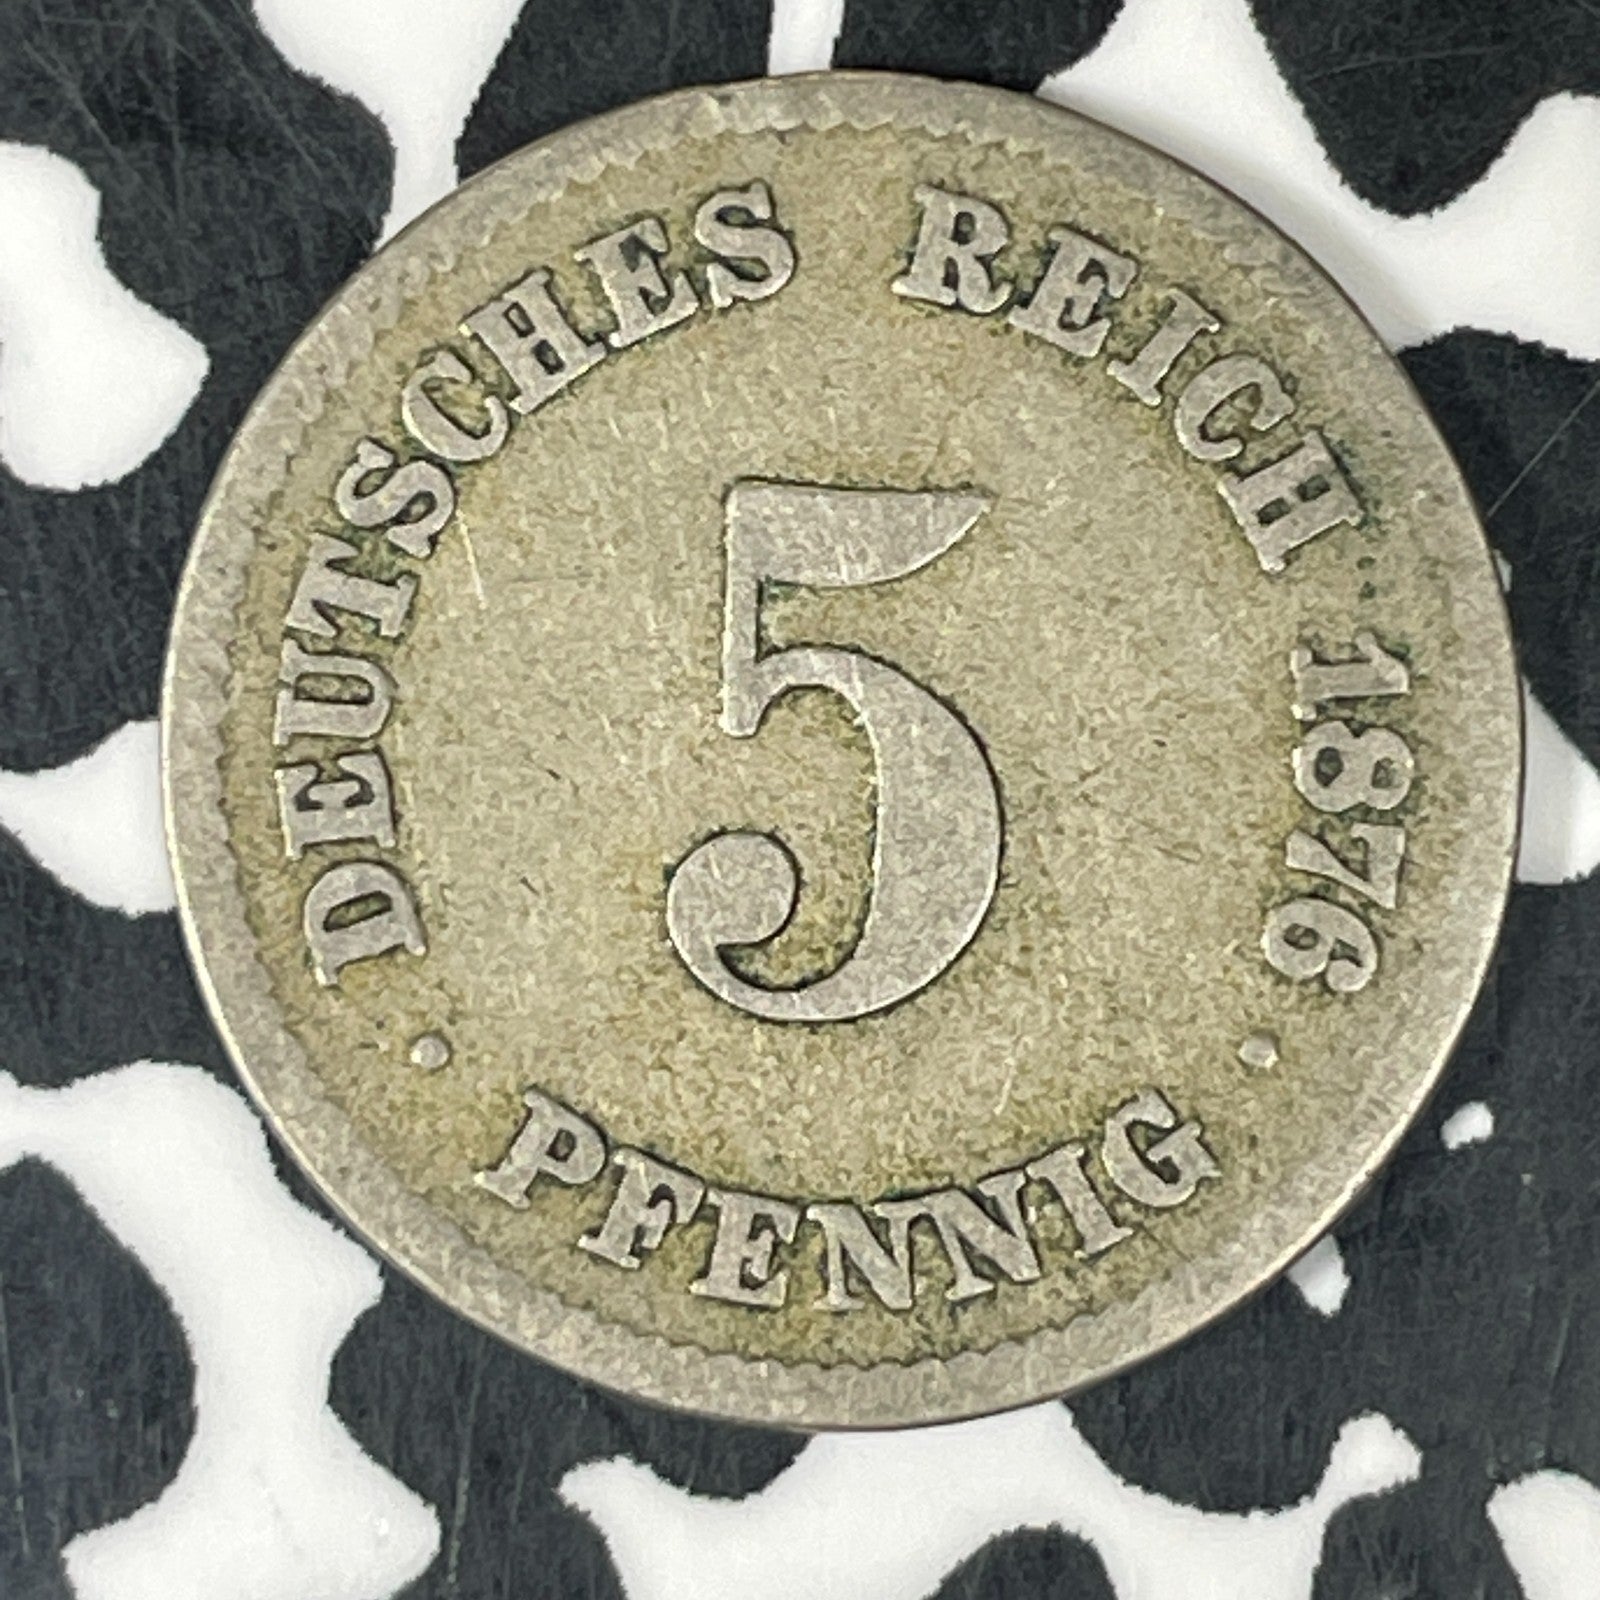 DEUTSCHES REICH 1876
5
• PFENNIG •